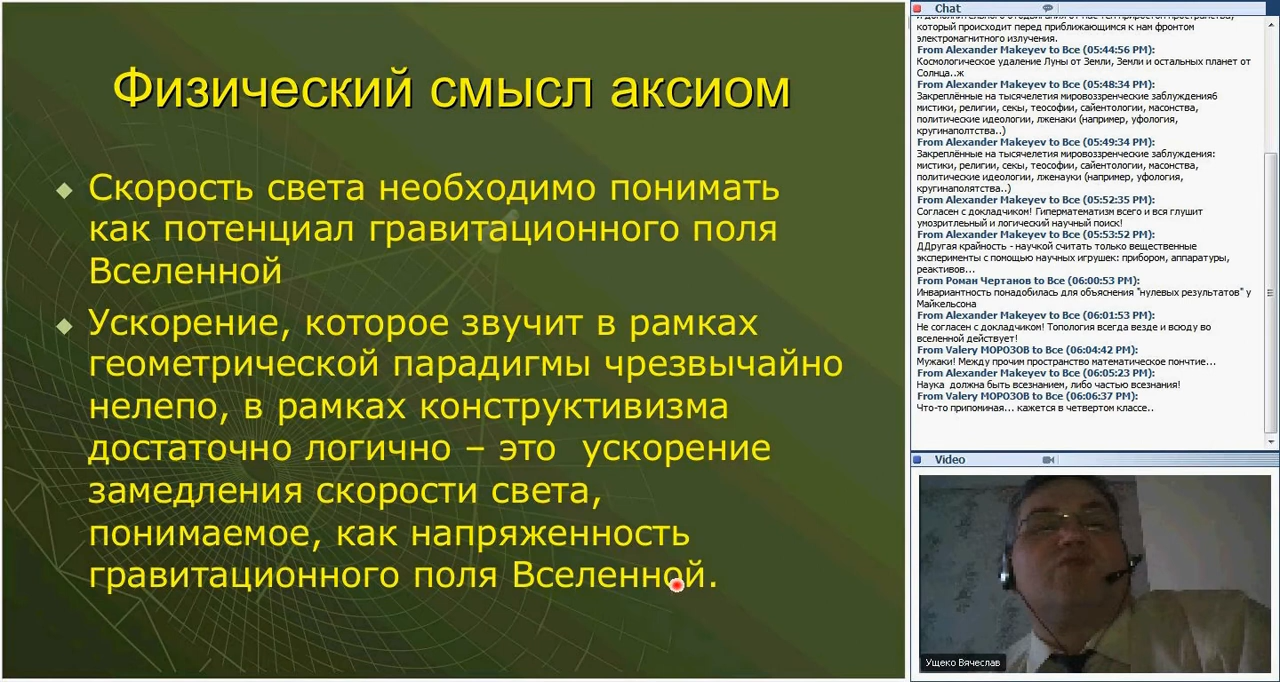 Физический смысл аксиом
Скорость света необходимо понимать
как потенциал гравитационного поля
Вселенной
Ускорение, которое звучит в рамках
геометрической парадигмы чрезвычайно
нелепо, в рамках конструктивизма
достаточно логично – это ускорение
замедления скорости света,
понимаемое, как напряженность
гравитационного поля Вселенной.
Chat
который происходит перед приближающимся к нам фронтом
электромагнитного излучения.
From Alexander Makeyev to Все (05:44:56 PM):
Космологическое удаление Луны от Земли, Земли и остальных планет от
Солнца..ж
From Alexander Makeyev to Все (05:48:34 PM):
Закреплённые на тысячелетия мировоззренческие заблуждения6
мистики, религии, секы, теософии, сайентологии, масонства,
политические идеологии, лженаки (например, уфология,
кругинаполтства..)
From Alexander Makeyev to Все (05:49:34 PM):
Закреплённые на тысячелетия мировоззренческие заблуждения:
мистики, религии, секы, теософии, сайентологии, масонства,
политические идеологии, лженауки (например, уфология,
кругинаполятства..)
From Alexander Makeyev to Все (05:52:35 PM):
Согласен с докладчиком! Гиперматематизм всего и вся глушит
умозрительный и логический научный поиск!
From Alexander Makeyev to Все (05:53:52 PM):
ДДругая крайность - научкой считать только вещественные
эксперименты с помощью научных игрушек: прибором, аппаратуры,
реактивов...
From Роман Чертанов to Все (06:00:53 PM):
Инвариантность понадобилась для объяснения "нулевых результатов" у
Майкельсона
From Alexander Makeyev to Все (06:01:53 PM):
Не согласен с докладчиком! Топология всегда везде и всюду во
вселенной действует!
From Valery МОРОЗОВ to Все (06:04:42 PM):
Мужаки! Между прочим пространство математическое пончтие...
From Alexander Makeyev to Все (06:05:23 PM):
Наука должна быть всезнанием, либо частью всезнания!
From Valery МОРОЗОВ to Все (06:06:37 PM):
Что-то припоминая... кажется в четвертом классе..
Video
Ущеко Вячеслав